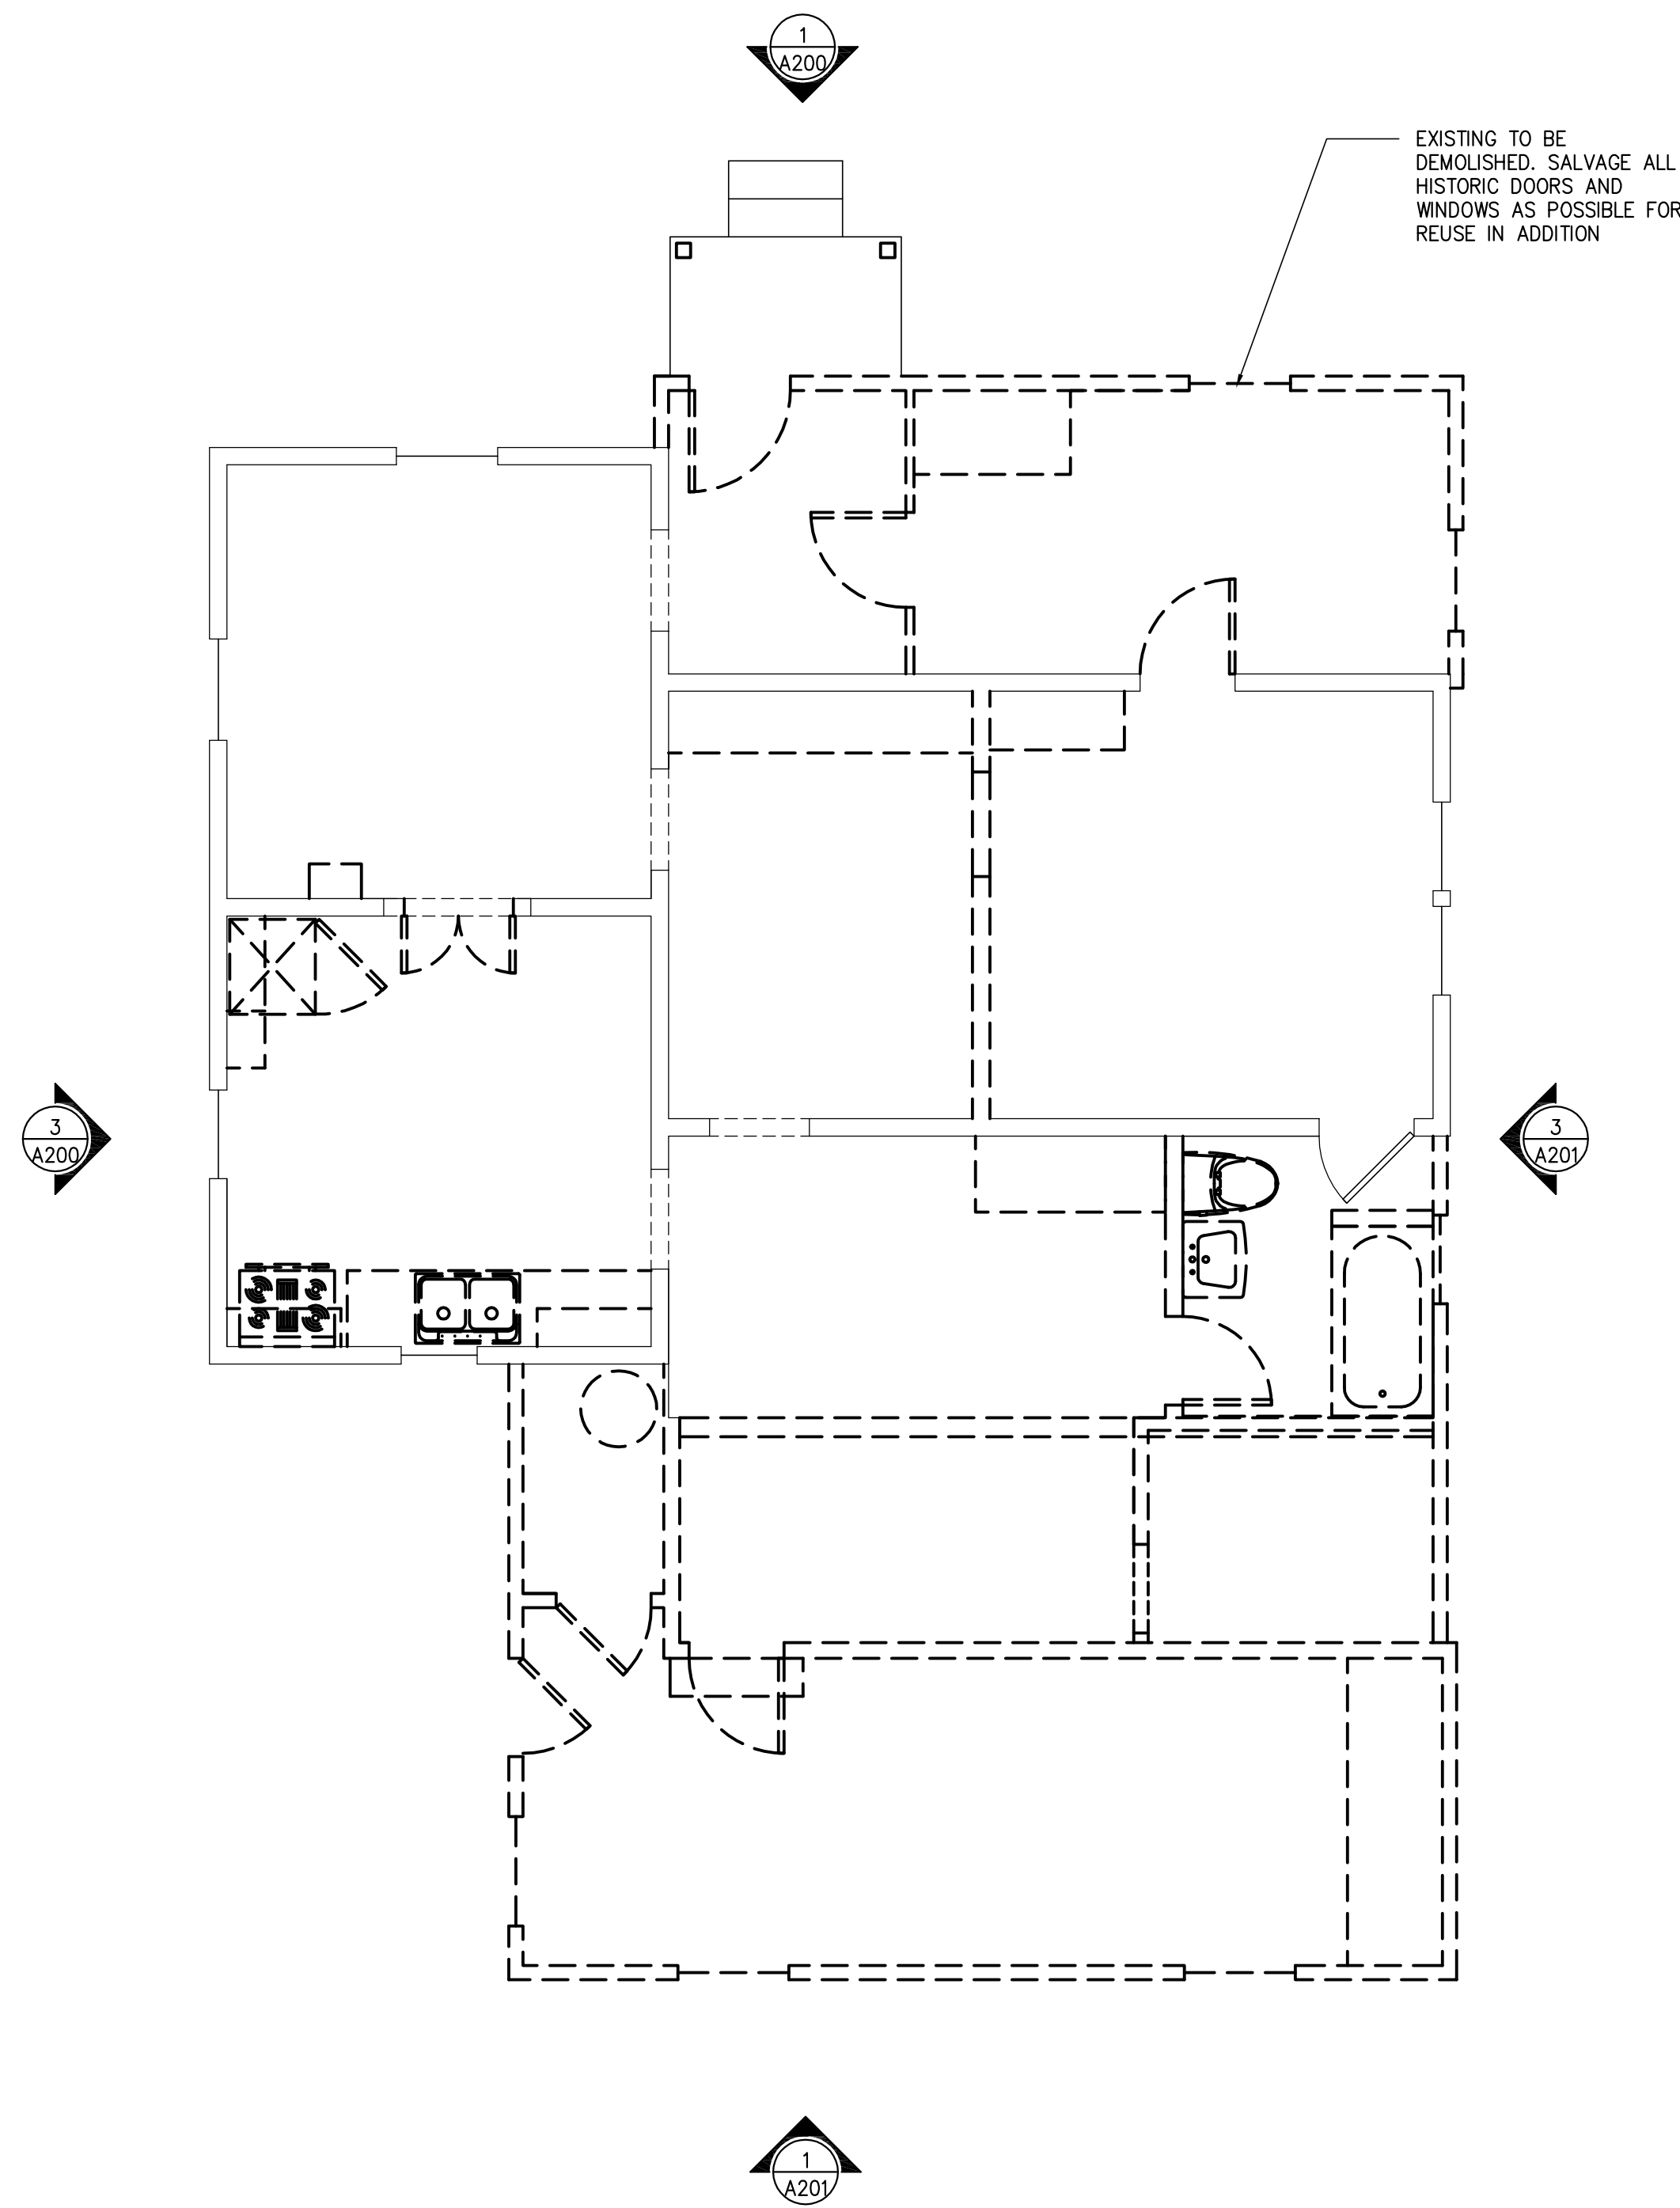 1
A200
EXISTING TO BE
DEMOLISHED. SALVAGE ALL
HISTORIC DOORS AND
WINDOWS AS POSSIBLE FOR
REUSE IN ADDITION
3
A200
3
A201
1
A201